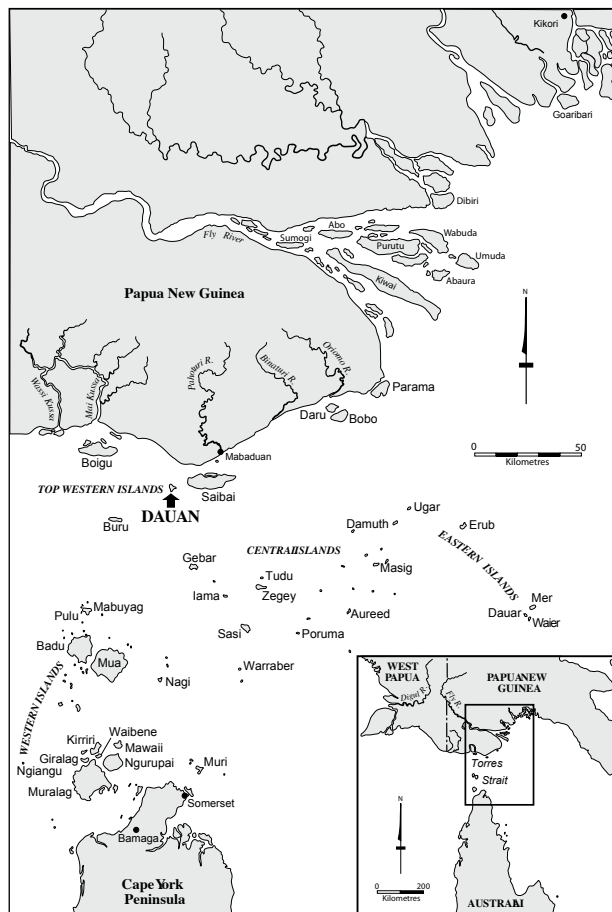 Kikori
Goaribari
Dibiri
Abo
Wabuda
Sumogi
Fly River
Purutu
Umuda
Abaura
Kiwai
Papua New Guinea
N
Oriomo R.
Binaturi R.
Pahoturi R.
Mai Kussa
Wassi Kussa
Parama
Daru
Bobo
Mabaduan
0 50
Kilometres
Boigu
Saibai
TOP WESTERN ISLANDS
DAUAN
Buru
Ugar
Damuth
Erub
EASTERN ISLANDS
CENTRALISLANDS
Gebar
Masig
Tudu
Iama
Zegey
Mer
Mabuyag
Pulu
Aureed
Dauar
Waier
Sasi
Poruma
Badu
Mua
Warraber
Nagi
WESTERN ISLANDS
WEST
PAPUA
PAPUANEW
GUINEA
Digul R.
Fly R.
Torres
Strait
Waibene
Kirriri
Mawaii
Giralag
Ngurupai
Muri
Ngiangu
Muralag
Somerset
Bamaga
N
0 200
Kilometres
Cape York
Peninsula